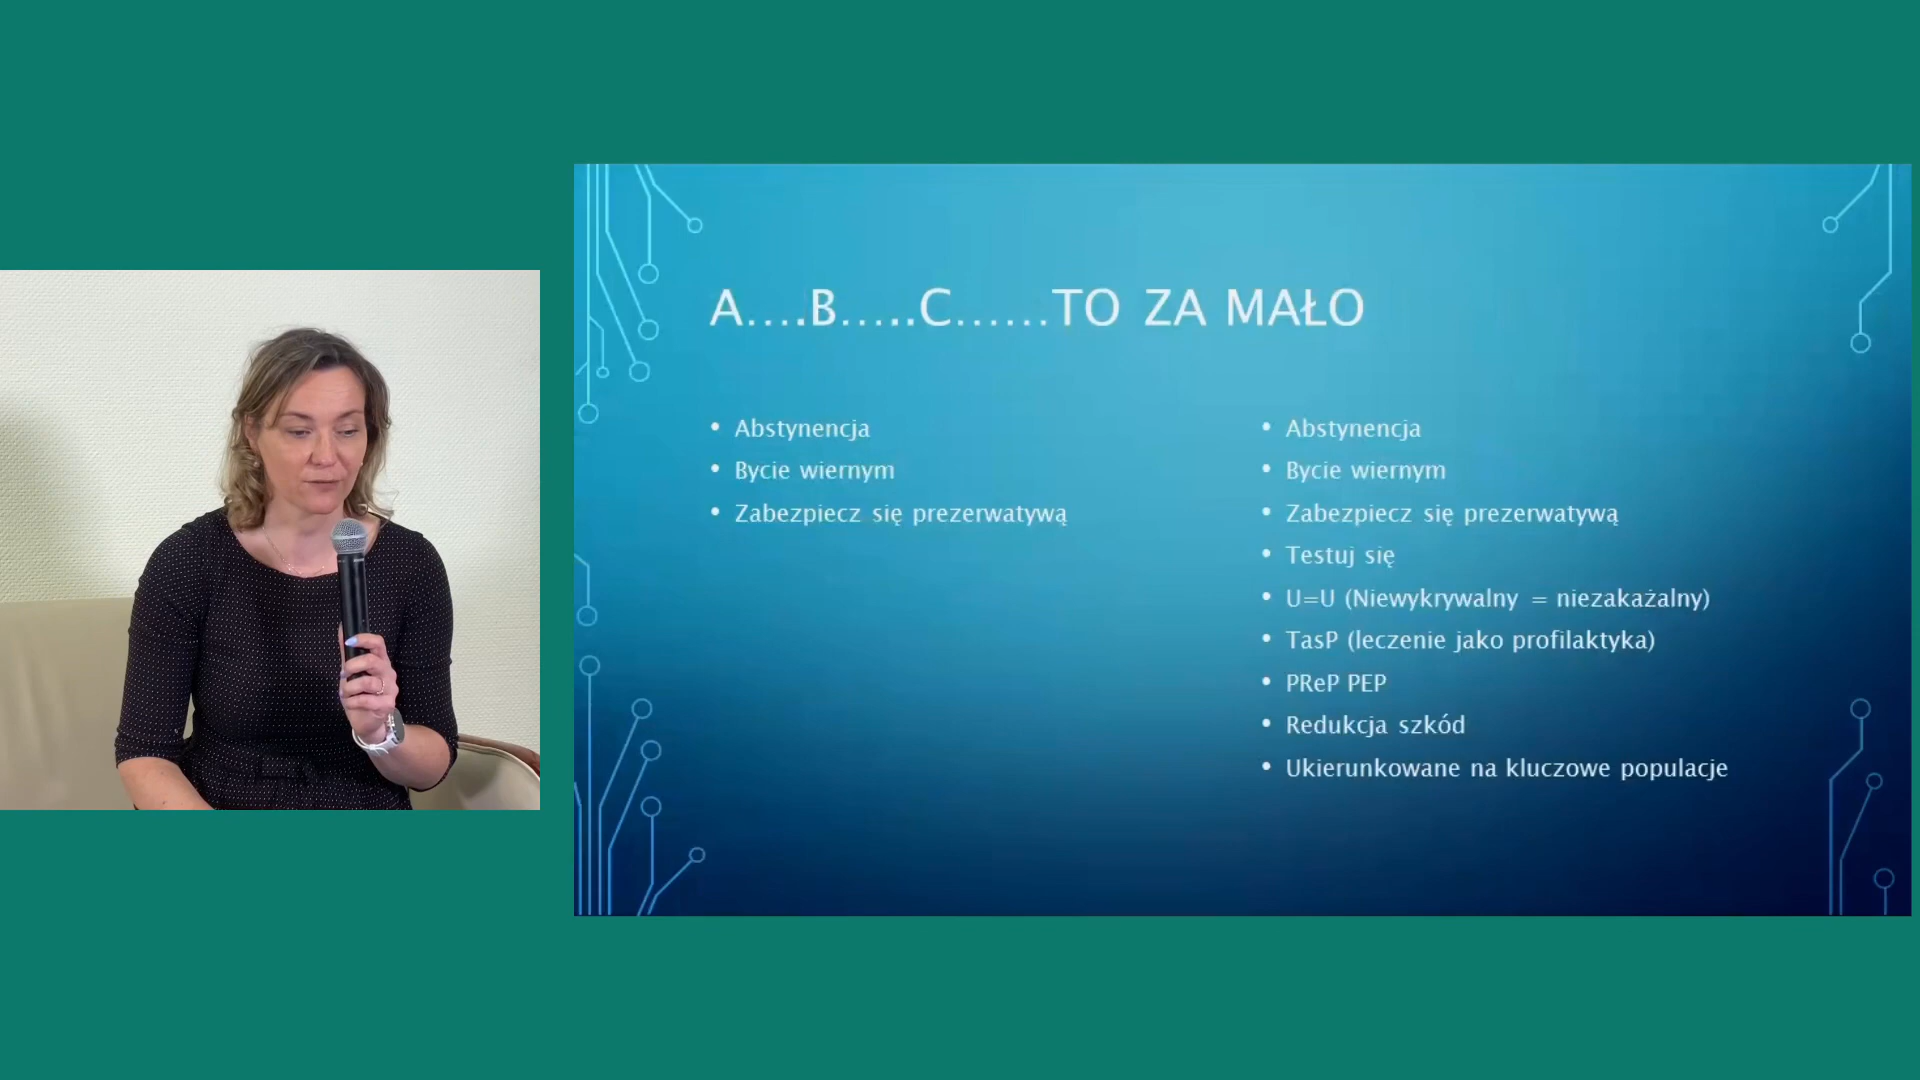 A....B.....C......TO ZA MAŁO
• Abstynencja
• Bycie wiernym
• Zabezpiecz się prezerwatywą
• Abstynencja
• Bycie wiernym
• Zabezpiecz się prezerwatywą
• Testuj się
• U=U (Niewykrywalny = niezakażalny)
• TasP (leczenie jako profilaktyka)
• PReP PEP
• Redukcja szkód
• Ukierunkowane na kluczowe populacje